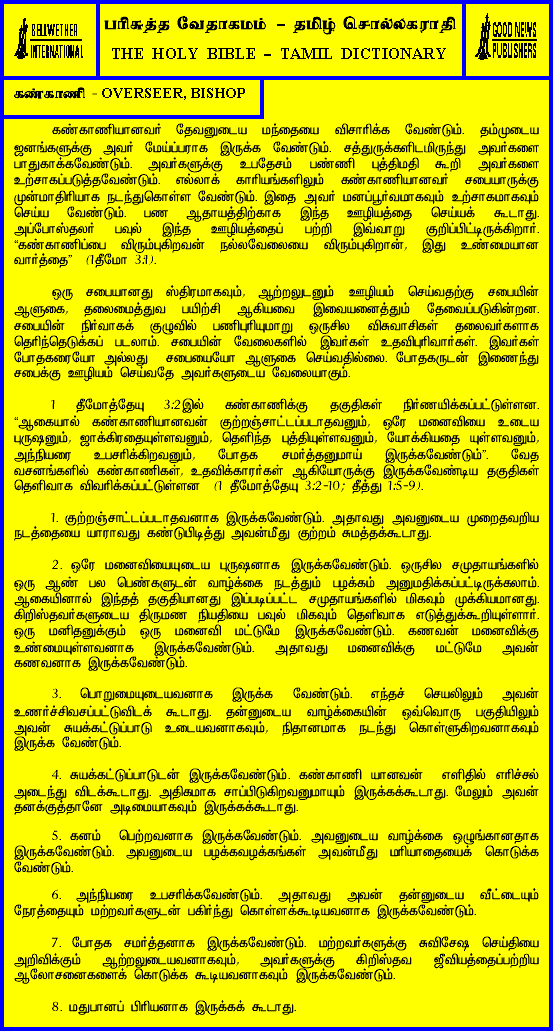 BELLWETHER
INTERNATIONAL
பரிசுத்த வேதாகமம் - தமிழ் சொல்லகராதி
THE HOLY BIBLE - TAMIL DICTIONARY
GOOD NEWS
PUBLISHERS
கண்காணி - OVERSEER, BISHOP
கண்காணியானவர் தேவனுடைய மந்தையை விசாரிக்க வேண்டும். தம்முடைய
ஜனங்களுக்கு அவர் மேய்ப்பராக இருக்க வேண்டும். சத்துருக்களிடமிருந்து அவர்களை
பாதுகாக்கவேண்டும். அவர்களுக்கு உபதேசம் பண்ணி புத்திமதி கூறி அவர்களை
உற்சாகப்படுத்தவேண்டும். எல்லாக் காரியங்களிலும் கண்காணியானவர் சபையாருக்கு
முன்மாதிரியாக நடந்துகொள்ள வேண்டும். இதை அவர் மனப்பூர்வமாகவும் உற்சாகமாகவும்
செய்ய வேண்டும். பண ஆதாயத்திற்காக இந்த ஊழியத்தை செய்யக் கூடாது.
அப்போஸ்தலர் பவுல் இந்த ஊழியத்தைப் பற்றி இவ்வாறு குறிப்பிட்டிருக்கிறார்.
“கண்காணிப்பை விரும்புகிறவன் நல்லவேலையை விரும்புகிறான், இது உண்மையான
வார்த்தை” (1தீமோ 3:1).
ஒரு சபையானது ஸ்திரமாகவும், ஆற்றலுடனும் ஊழியம் செய்வதற்கு சபையின்
ஆளுகை, தலைமைத்துவ பயிற்சி ஆகியவை இவையனைத்தும் தேவைப்படுகின்றன.
சபையின் நிர்வாகக் குழுவில் பணிபுரியுமாறு ஒருசில விசுவாசிகள் தலைவர்களாக
தெரிந்தெடுக்கப் படலாம். சபையின் வேலைகளில் இவர்கள் உதவிபுரிவார்கள். இவர்கள்
போதகரையோ அல்லது சபையையோ ஆளுகை செய்வதில்லை. போதகருடன் இணைந்து
சபைக்கு ஊழியம் செய்வதே அவர்களுடைய வேலையாகும்.
1 தீமோத்தேயு 3:2இல் கண்காணிக்கு தகுதிகள் நிர்ணயிக்கப்பட்டுள்ளன.
“ஆகையால் கண்காணியானவன் குற்றஞ்சாட்டப்படாதவனும், ஒரே மனைவியை உடைய
புருஷனும், ஜாக்கிரதையுள்ளவனும், தெளிந்த புத்தியுள்ளவனும், யோக்கியதை யுள்ளவனும்,
அந்நியரை உபசரிக்கிறவனும், போதக சமர்த்தனுமாய் இருக்கவேண்டும்”. வேத
வசனங்களில் கண்காணிகள், உதவிக்காரர்கள் ஆகியோருக்கு இருக்கவேண்டிய தகுதிகள்
தெளிவாக விவரிக்கப்பட்டுள்ளன (1 தீமோத்தேயு 3:2-10; தீத்து 1:5-9).
1. குற்றஞ்சாட்டப்படாதவனாக இருக்கவேண்டும். அதாவது அவனுடைய முறைதவறிய
நடத்தையை யாராவது கண்டுபிடித்து அவன்மீது குற்றம் சுமத்தக்கூடாது.
2. ஒரே மனைவியையுடைய புருஷனாக இருக்கவேண்டும். ஒருசில சமுதாயங்களில்
ஒரு ஆண் பல பெண்களுடன் வாழ்க்கை நடத்தும் பழக்கம் அனுமதிக்கப்பட்டிருக்கலாம்.
ஆகையினால் இந்தத் தகுதியானது இப்படிப்பட்ட சமுதாயங்களில் மிகவும் முக்கியமானது.
கிறிஸ்தவர்களுடைய திருமண நியதியை பவுல் மிகவும் தெளிவாக எடுத்துக்கூறியுள்ளார்.
ஒரு மனிதனுக்கும் ஒரு மனைவி மட்டுமே இருக்கவேண்டும். கணவன் மனைவிக்கு
உண்மையுள்ளவனாக இருக்கவேண்டும். அதாவது மனைவிக்கு மட்டுமே அவன்
கணவனாக இருக்கவேண்டும்.
3. பொறுமையுடையவனாக இருக்க வேண்டும். எந்தச் செயலிலும் அவன்
உணர்ச்சிவசப்பட்டுவிடக் கூடாது. தன்னுடைய வாழ்க்கையின் ஒவ்வொரு பகுதியிலும்
அவன் சுயக்கட்டுப்பாடு உடையவனாகவும், நிதானமாக நடந்து கொள்ளுகிறவனாகவும்
இருக்க வேண்டும்.
4. சுயக்கட்டுப்பாடுடன் இருக்கவேண்டும். கண்காணி யானவன் எளிதில் எரிச்சல்
அடைந்து விடக்கூடாது. அதிகமாக சாப்பிடுகிறவனுமாயும் இருக்கக்கூடாது. மேலும் அவன்
தனக்குத்தானே அடிமையாகவும் இருக்கக்கூடாது.
5. கனம் பெற்றவனாக இருக்கவேண்டும். அவனுடைய வாழ்க்கை ஒழுங்கானதாக
இருக்கவேண்டும். அவனுடைய பழக்கவழக்கங்கள் அவன்மீது மரியாதையைக் கொடுக்க
வேண்டும்.
6. அந்நியரை உபசரிக்கவேண்டும். அதாவது அவன் தன்னுடைய வீட்டையும்
நேரத்தையும் மற்றவர்களுடன் பகிர்ந்து கொள்ளக்கூடியவனாக இருக்கவேண்டும்.
7. போதக சமர்த்தனாக இருக்கவேண்டும். மற்றவர்களுக்கு சுவிசேஷ செய்தியை
அறிவிக்கும் ஆற்றலுடையவனாகவும், அவர்களுக்கு கிறிஸ்தவ ஜீவியத்தைப்பற்றிய
ஆலோசனைகளைக் கொடுக்க கூடியவனாகவும் இருக்கவேண்டும்.
8. மதுபானப் பிரியனாக இருக்கக் கூடாது.